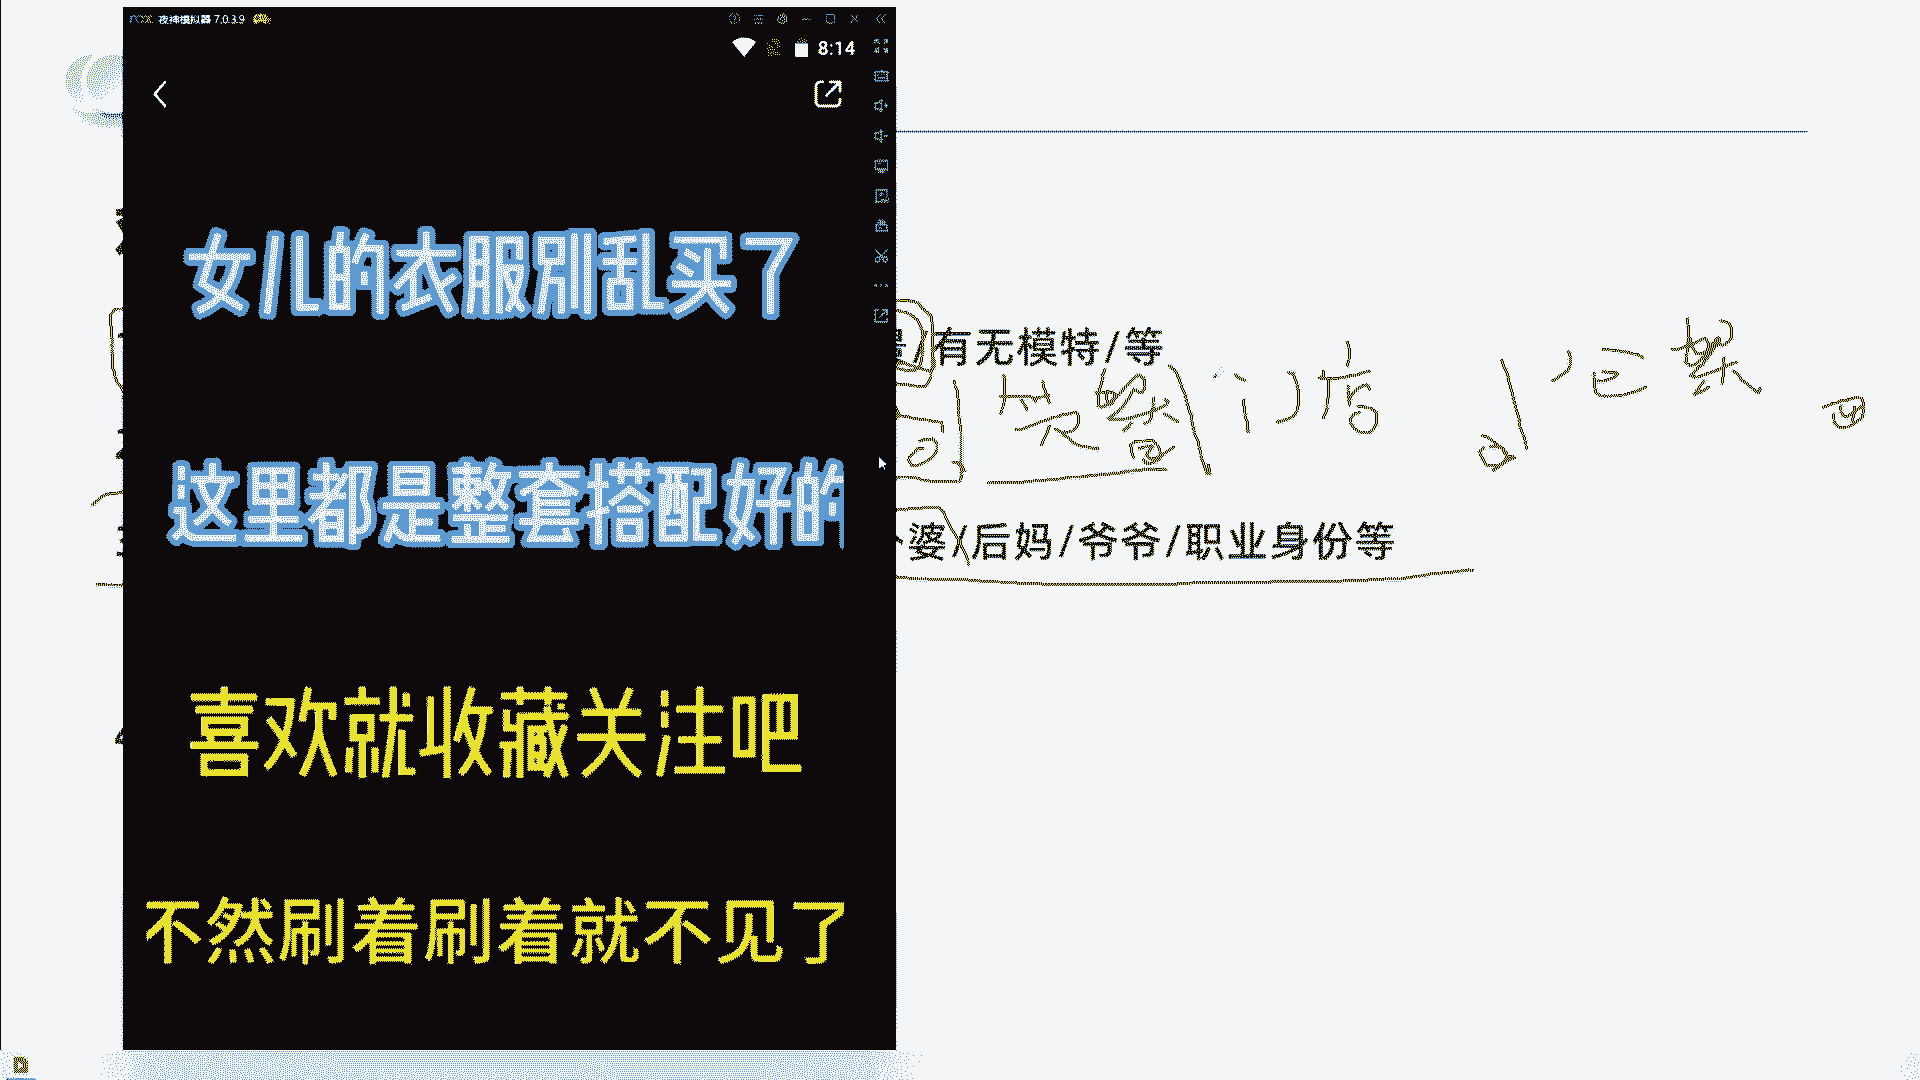 夜神模拟器 7.0.3.9
8:14
女儿的衣服别乱买了
这里都是整套搭配好的
喜欢就收藏关注吧
不然刷着刷着就不见了
/有无模特/等
门店
婆/后妈/爷爷/职业身份等